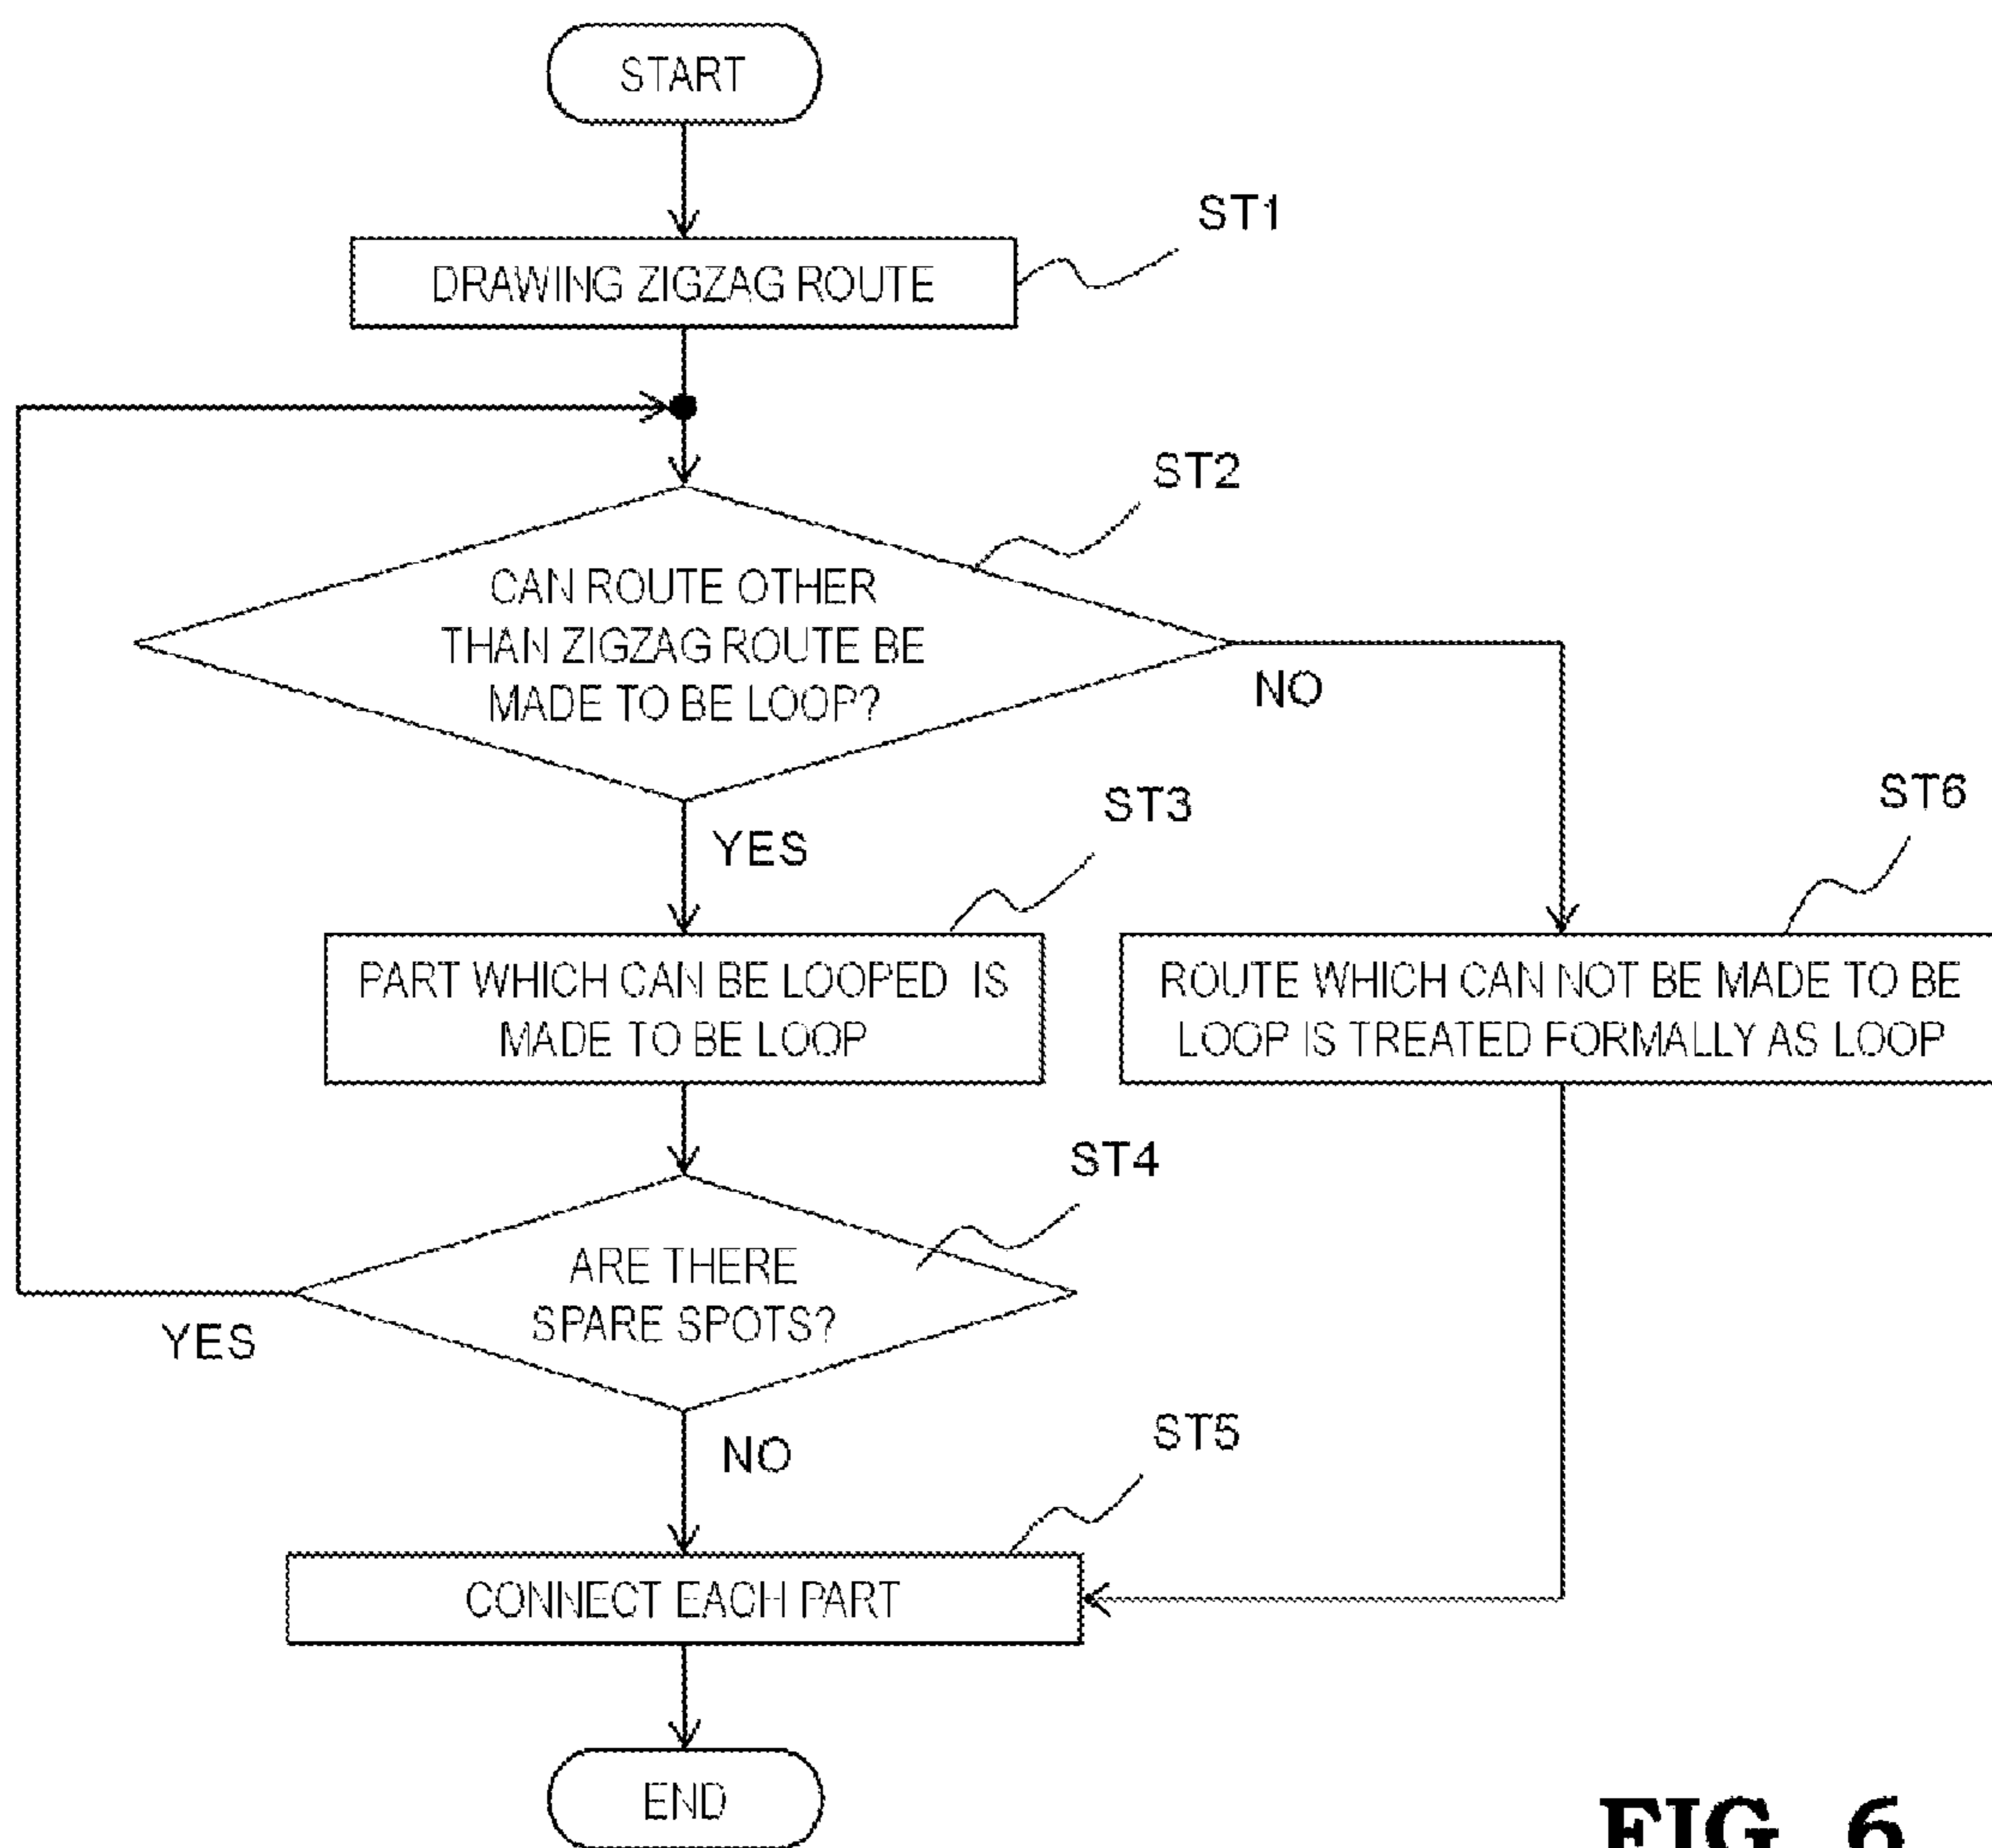 START
ST1
DRAWING ZIGZAG ROUTE
ST2
CAN ROUTE OTHER
THAN ZIGZAG ROUTE BE
MADE TO BE LOOP?
NO
YES
ST3
ST6
PART WHICH CAN BE LOOPED IS
MADE TO BE LOOP
ROUTE WHICH CAN NOT BE MADE TO BE
LOOP IS TREATED FORMALLY AS LOOP
ST4
ARE THERE
SPARE SPOTS?
YES
NO
ST5
CONNECT EACH PART
END
FIG. 6